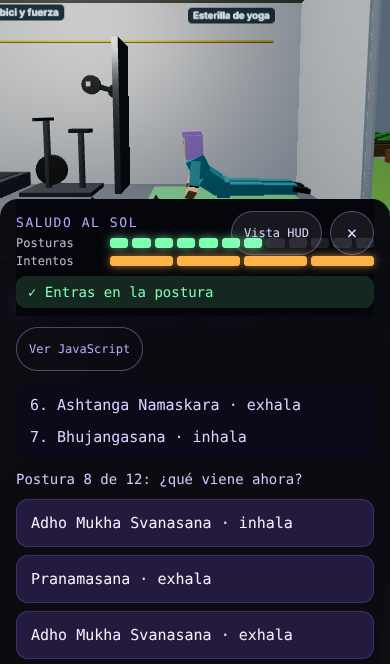 bici y fuerza
Esterilla de yoga
SALUDO AL SOL
Vista HUD
×
Posturas
Intentos
✓ Entras en la postura
Ver JavaScript
6. Ashtanga Namaskara · exhala
7. Bhujangasana · inhala
Postura 8 de 12: ¿qué viene ahora?
Adho Mukha Svanasana · inhala
Pranamasana · exhala
Adho Mukha Svanasana · exhala